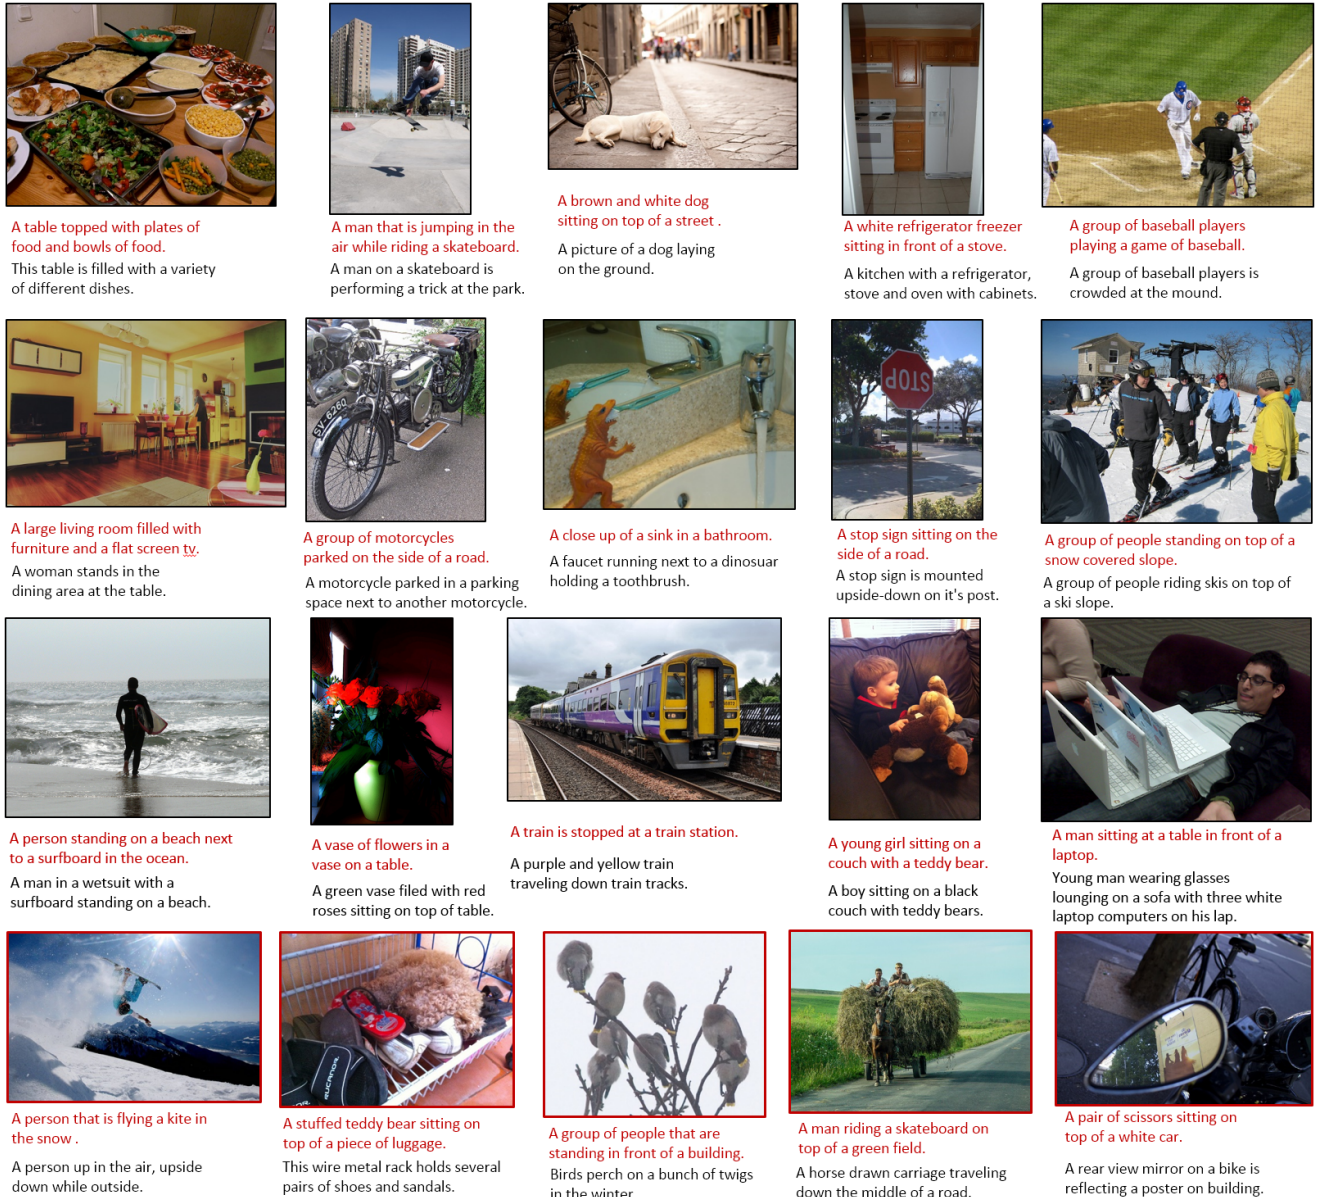 A table topped with plates of
food and bowls of food.
This table is filled with a variety
of different dishes.
A man that is jumping in the
air while riding a skateboard.
A man on a skateboard is
performing a trick at the park.
A brown and white dog
sitting on top of a street .
A picture of a dog laying
on the ground.
A white refrigerator freezer
sitting in front of a stove.
A kitchen with a refrigerator,
stove and oven with cabinets.
A group of baseball players
playing a game of baseball.
A group of baseball players is
crowded at the mound.
A large living room filled with
furniture and a flat screen tv.
A woman stands in the
dining area at the table.
SV-6260
A group of motorcycles
parked on the side of a road.
A motorcycle parked in a parking
space next to another motorcycle.
A close up of a sink in a bathroom.
A faucet running next to a dinosuar
holding a toothbrush.
STOP
A stop sign sitting on the
side of a road.
A stop sign is mounted
upside-down on it's post.
A group of people standing on top of a
snow covered slope.
A group of people riding skis on top of
a ski slope.
A person standing on a beach next
to a surfboard in the ocean.
A man in a wetsuit with a
surfboard standing on a beach.
A vase of flowers in a
vase on a table.
A green vase filed with red
roses sitting on top of table.
A train is stopped at a train station.
A purple and yellow train
traveling down train tracks.
A young girl sitting on a
couch with a teddy bear.
A boy sitting on a black
couch with teddy bears.
A man sitting at a table in front of a
laptop.
Young man wearing glasses
lounging on a sofa with three white
laptop computers on his lap.
A person that is flying a kite in
the snow .
A person up in the air, upside
down while outside.
RUCANOR
A stuffed teddy bear sitting on
top of a piece of luggage.
This wire metal rack holds several
pairs of shoes and sandals.
A group of people that are
standing in front of a building.
Birds perch on a bunch of twigs
in the winter.
A man riding a skateboard on
top of a green field.
A horse drawn carriage traveling
down the middle of a road.
A pair of scissors sitting on
top of a white car.
A rear view mirror on a bike is
reflecting a poster on building.